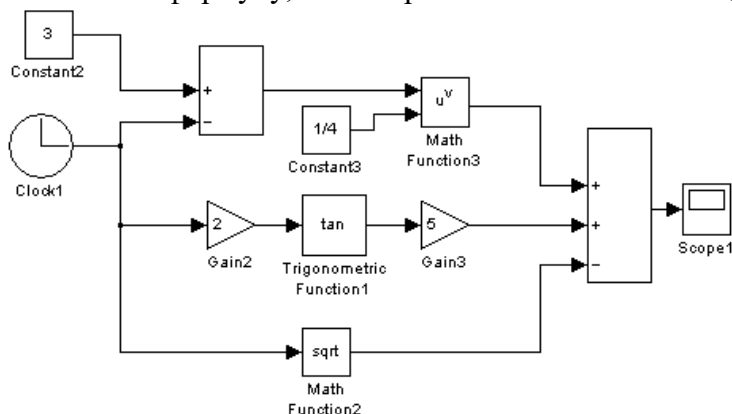 3
Constant2
Clock1
+
−
1/4
Constant3
uv
Math
Function3
2
Gain2
tan
Trigonometric
Function1
5
Gain3
sqrt
Math
Function2
+
+
−
Scope1